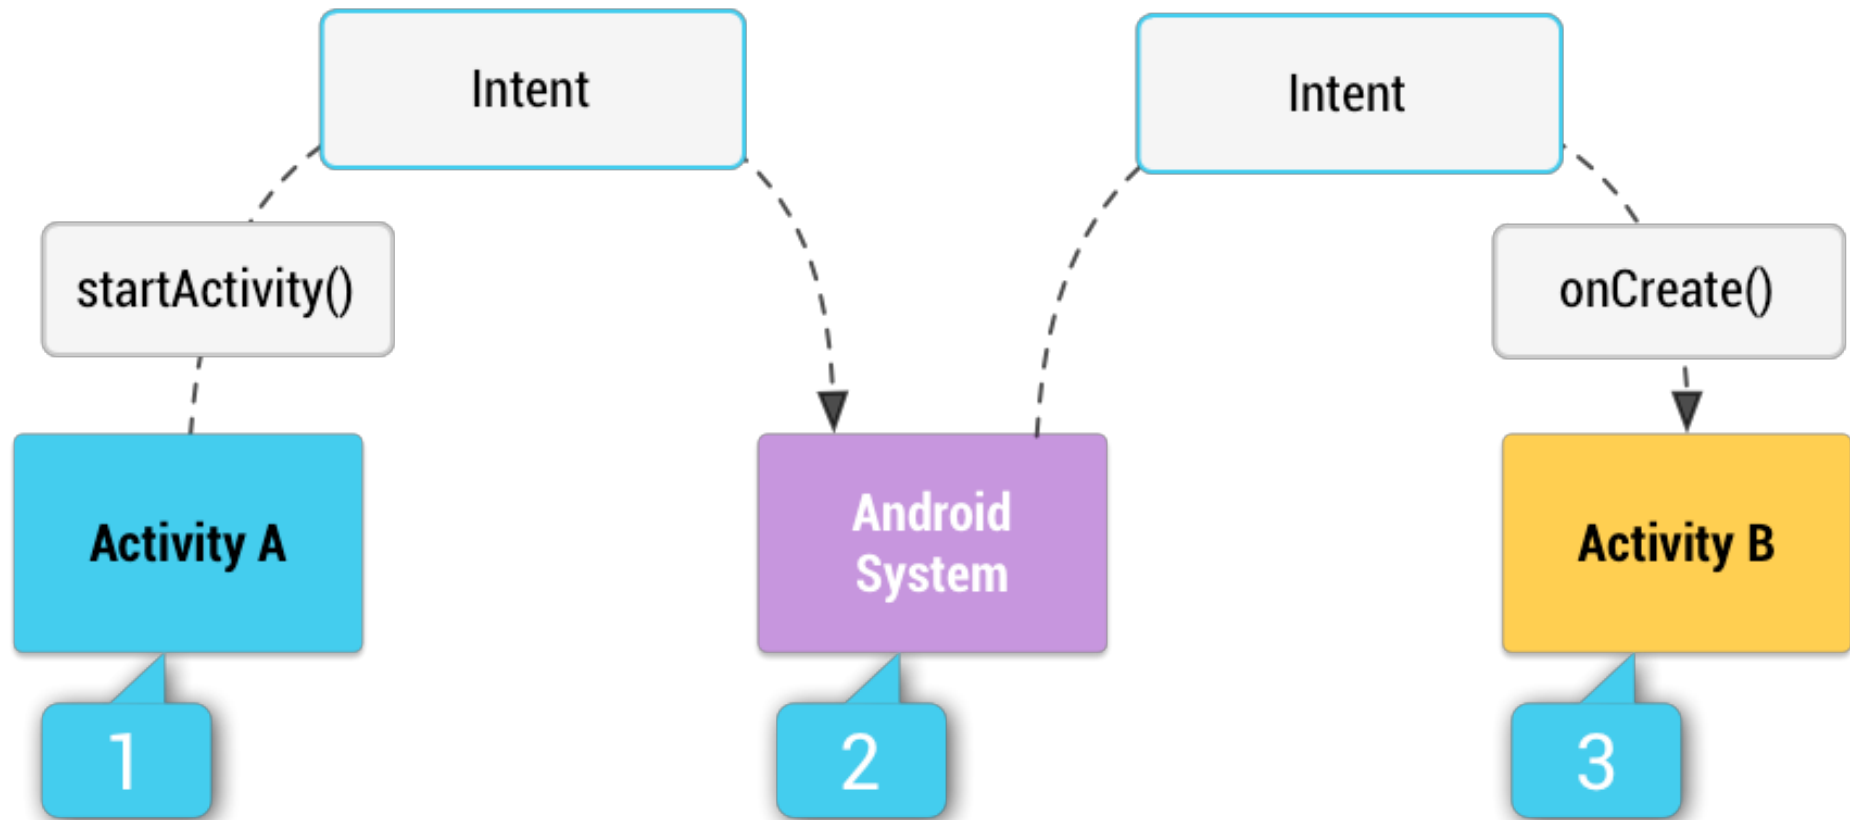 Intent
Intent
startActivity()
onCreate()
Activity A
Android
System
Activity B
1
2
3